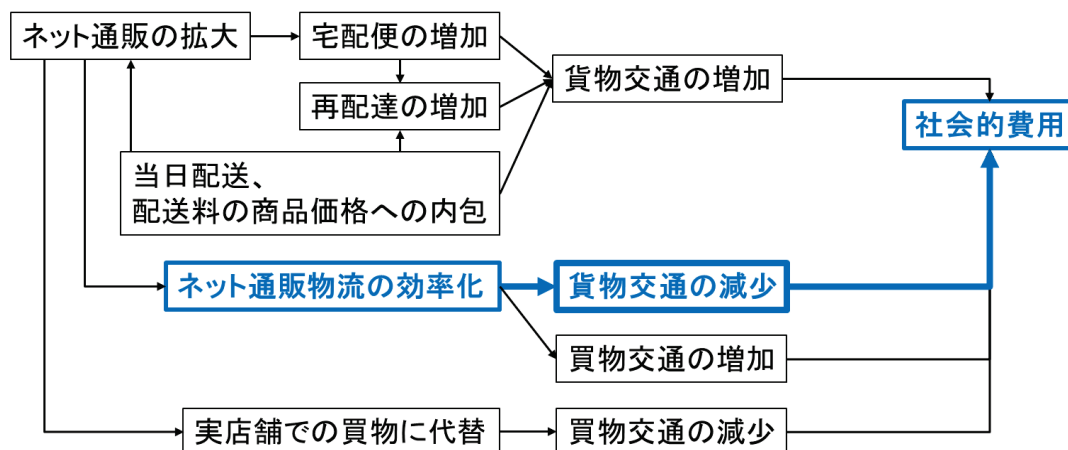 ネット通販の拡大
宅配便の増加
貨物交通の増加
再配達の増加
社会的費用
当日配送、
配送料の商品価格への内包
ネット通販物流の効率化
貨物交通の減少
買物交通の増加
実店舗での買物に代替
買物交通の減少